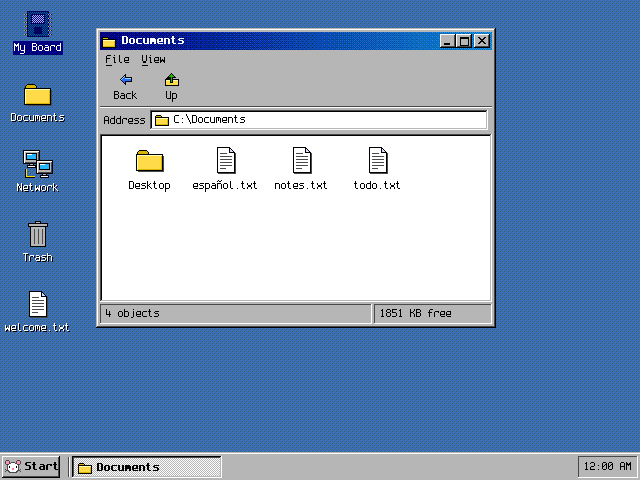 My Board
Documents
Network
Trash
welcome.txt
Documents
File View
Back Up
Address C:\Documents
Desktop español.txt notes.txt todo.txt
4 objects 1851 KB free
Start Documents 12:00 AM